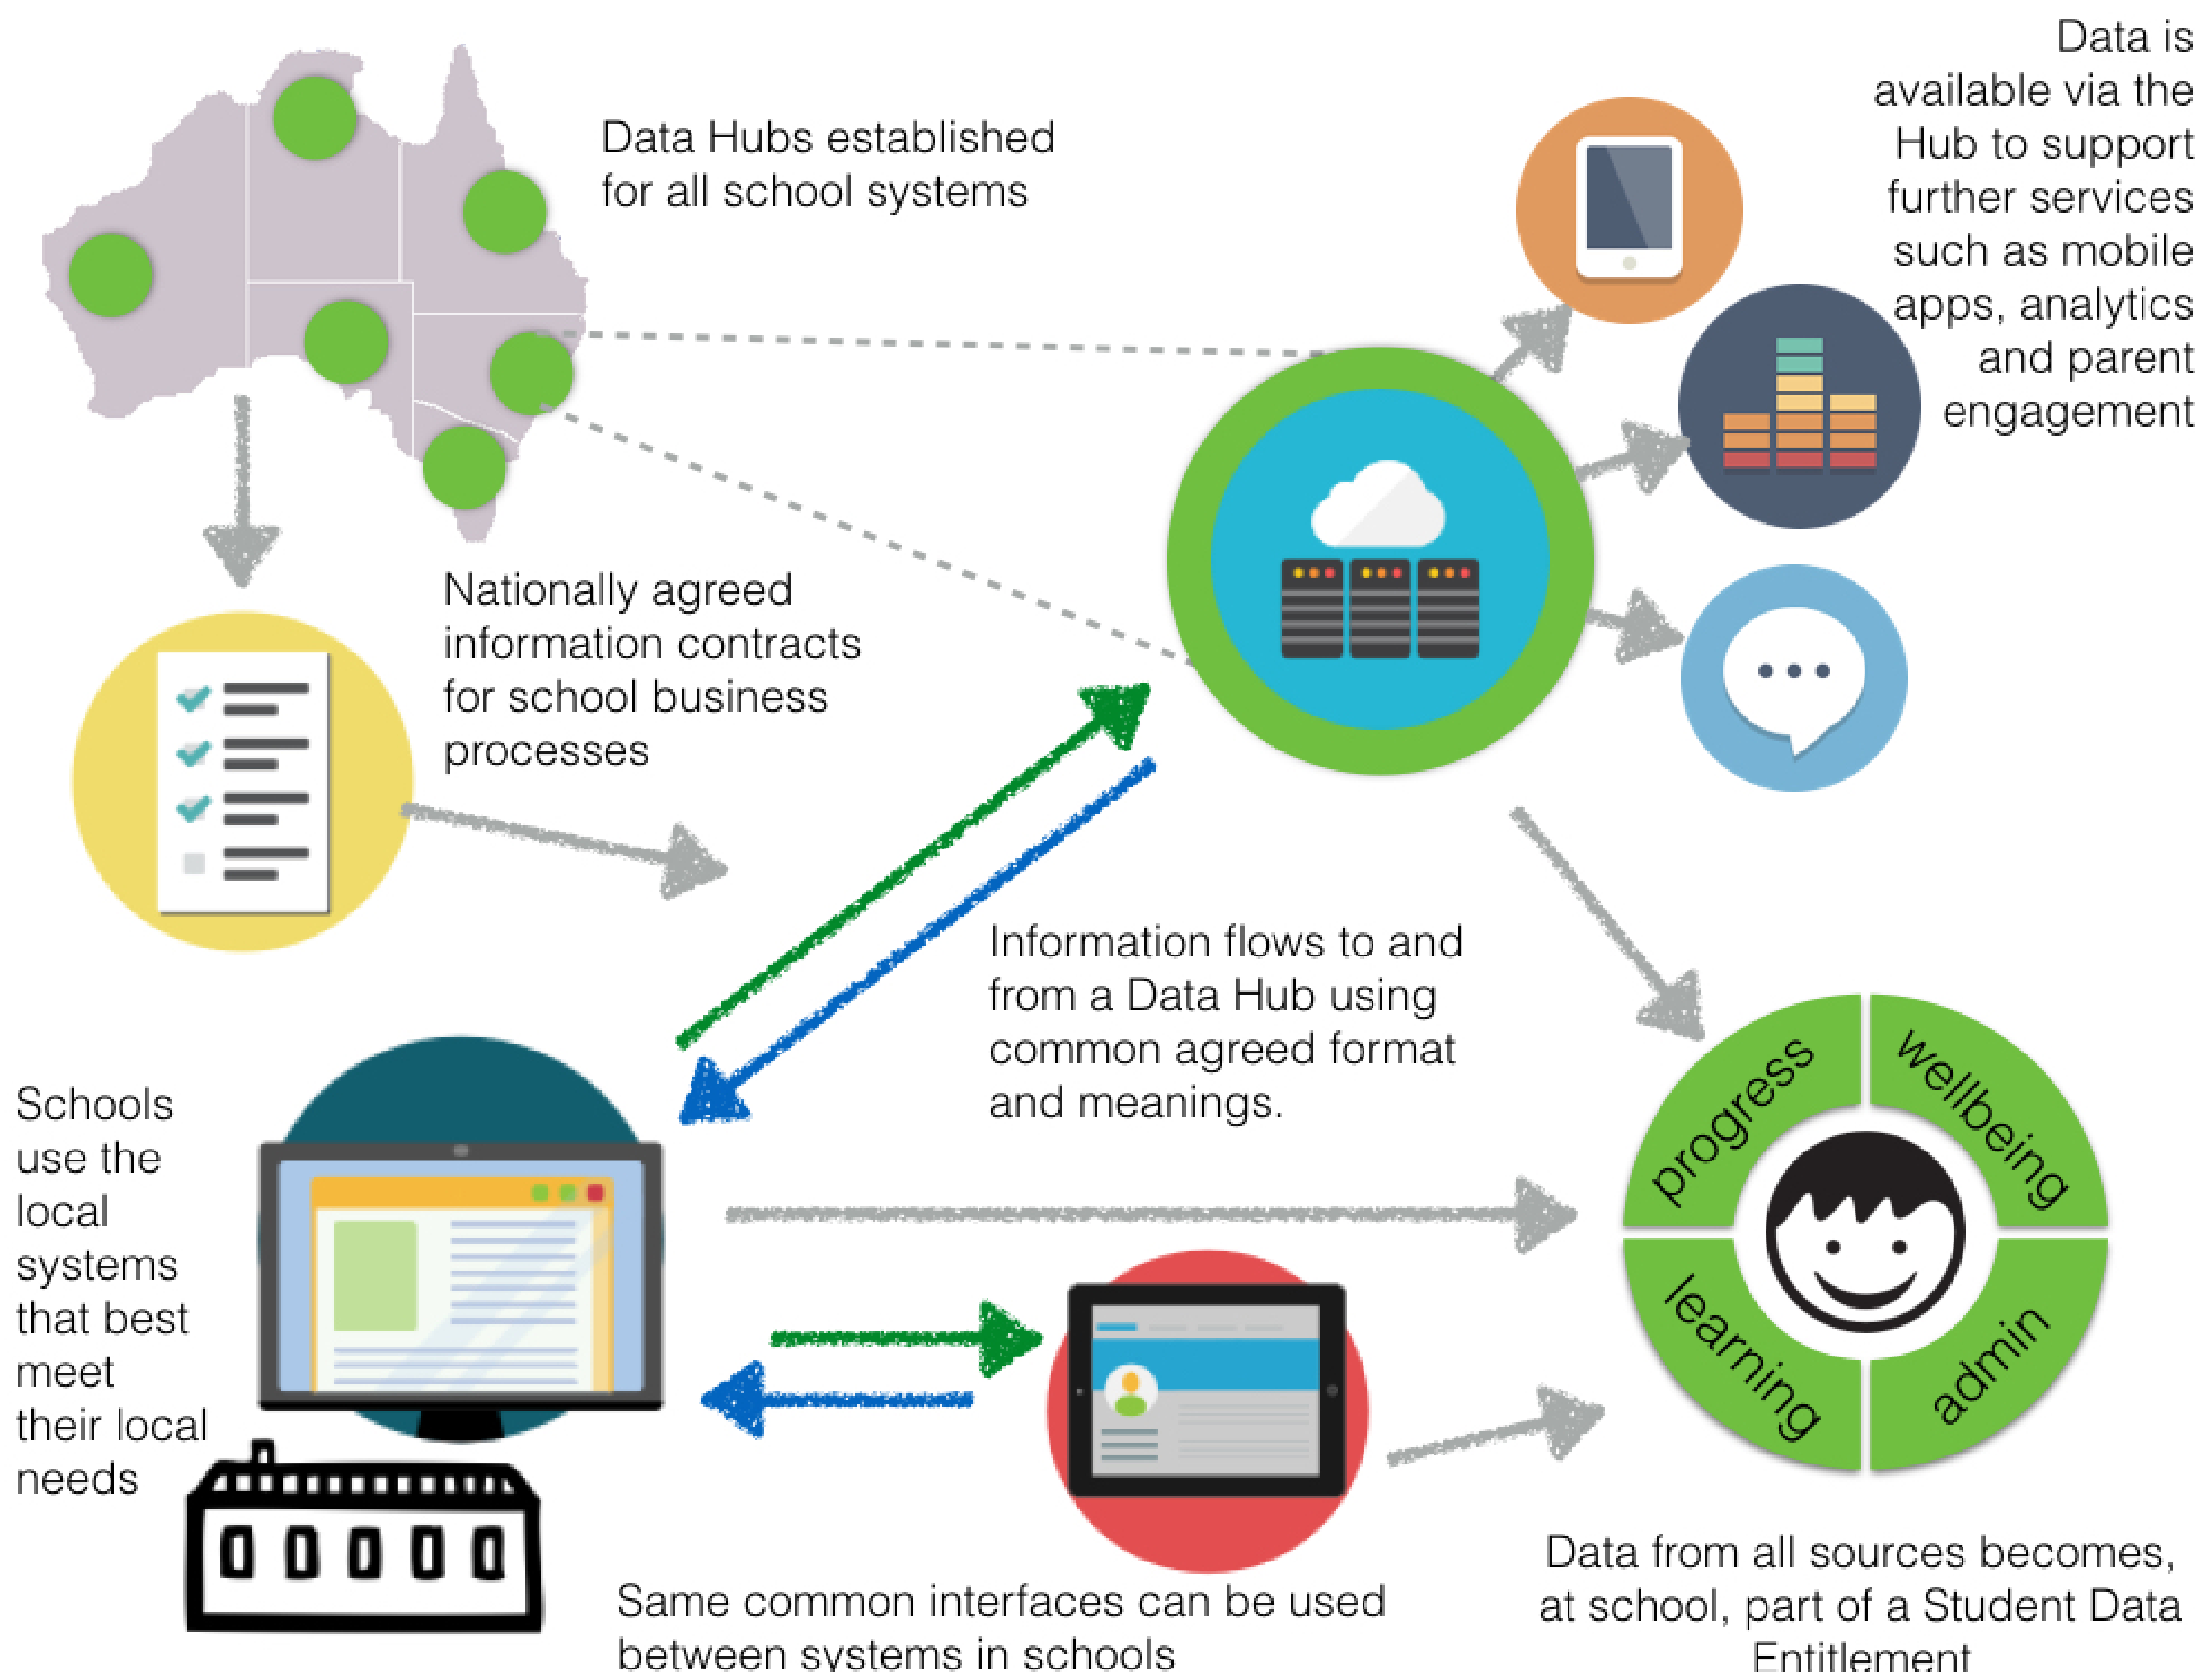 Data Hubs established
for all school systems
Data is
available via the
Hub to support
further services
such as mobile
apps, analytics
and parent
engagement
Nationally agreed
information contracts
for school business
processes
Information flows to and
from a Data Hub using
common agreed format
and meanings.
Schools
use the
local
systems
that best
meet
their local
needs
progress
wellbeing
learning
admin
Same common interfaces can be used
between systems in schools
Data from all sources becomes,
at school, part of a Student Data
Entitlement